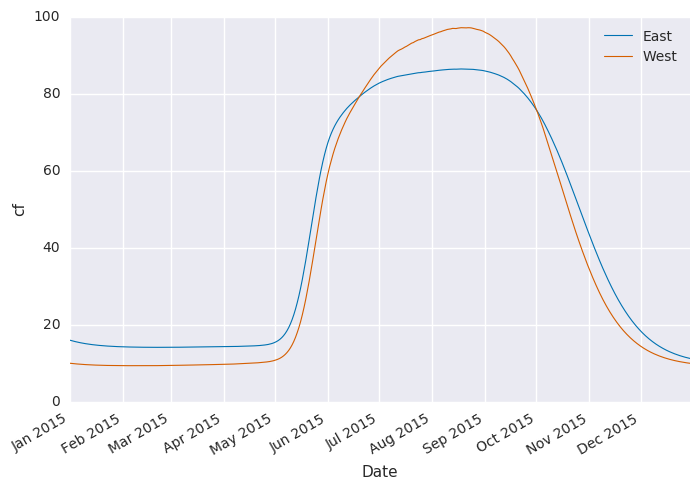 100
80
60
40
20
0
cf
East
West
Jan 2015
Feb 2015
Mar 2015
Apr 2015
May 2015
Jun 2015
Jul 2015
Aug 2015
Sep 2015
Oct 2015
Nov 2015
Dec 2015
Date